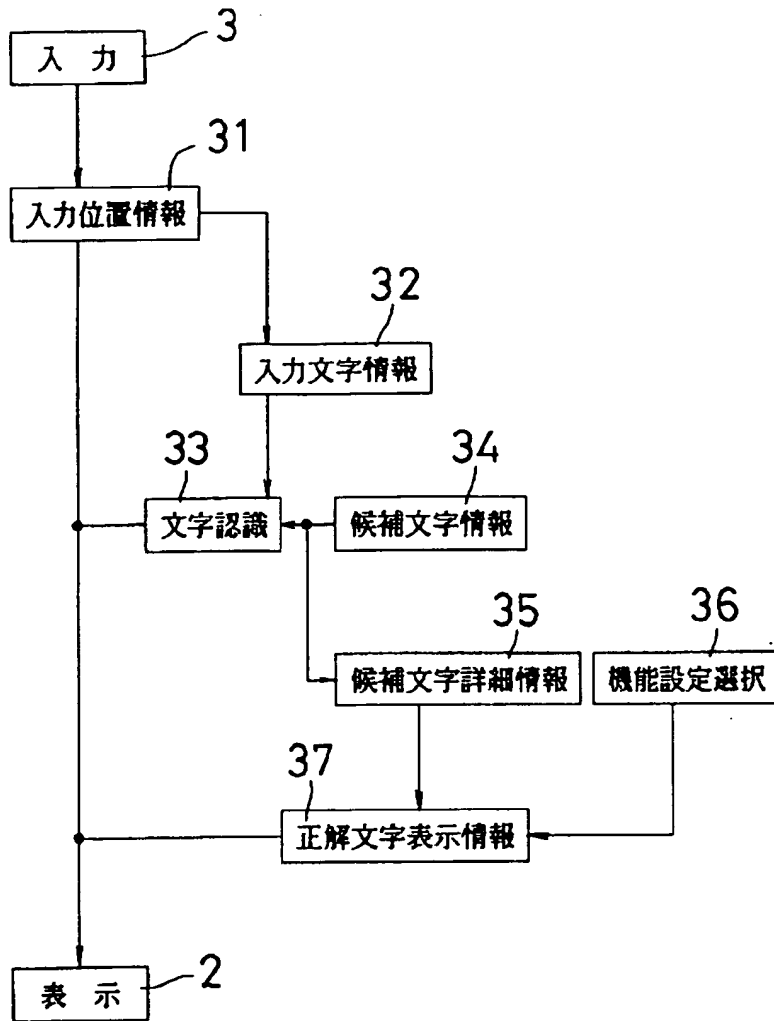 3
入力
31
入力位置情報
32
入力文字情報
33
文字認識
34
候補文字情報
35
候補文字詳細情報
36
機能設定選択
37
正解文字表示情報
表示
2